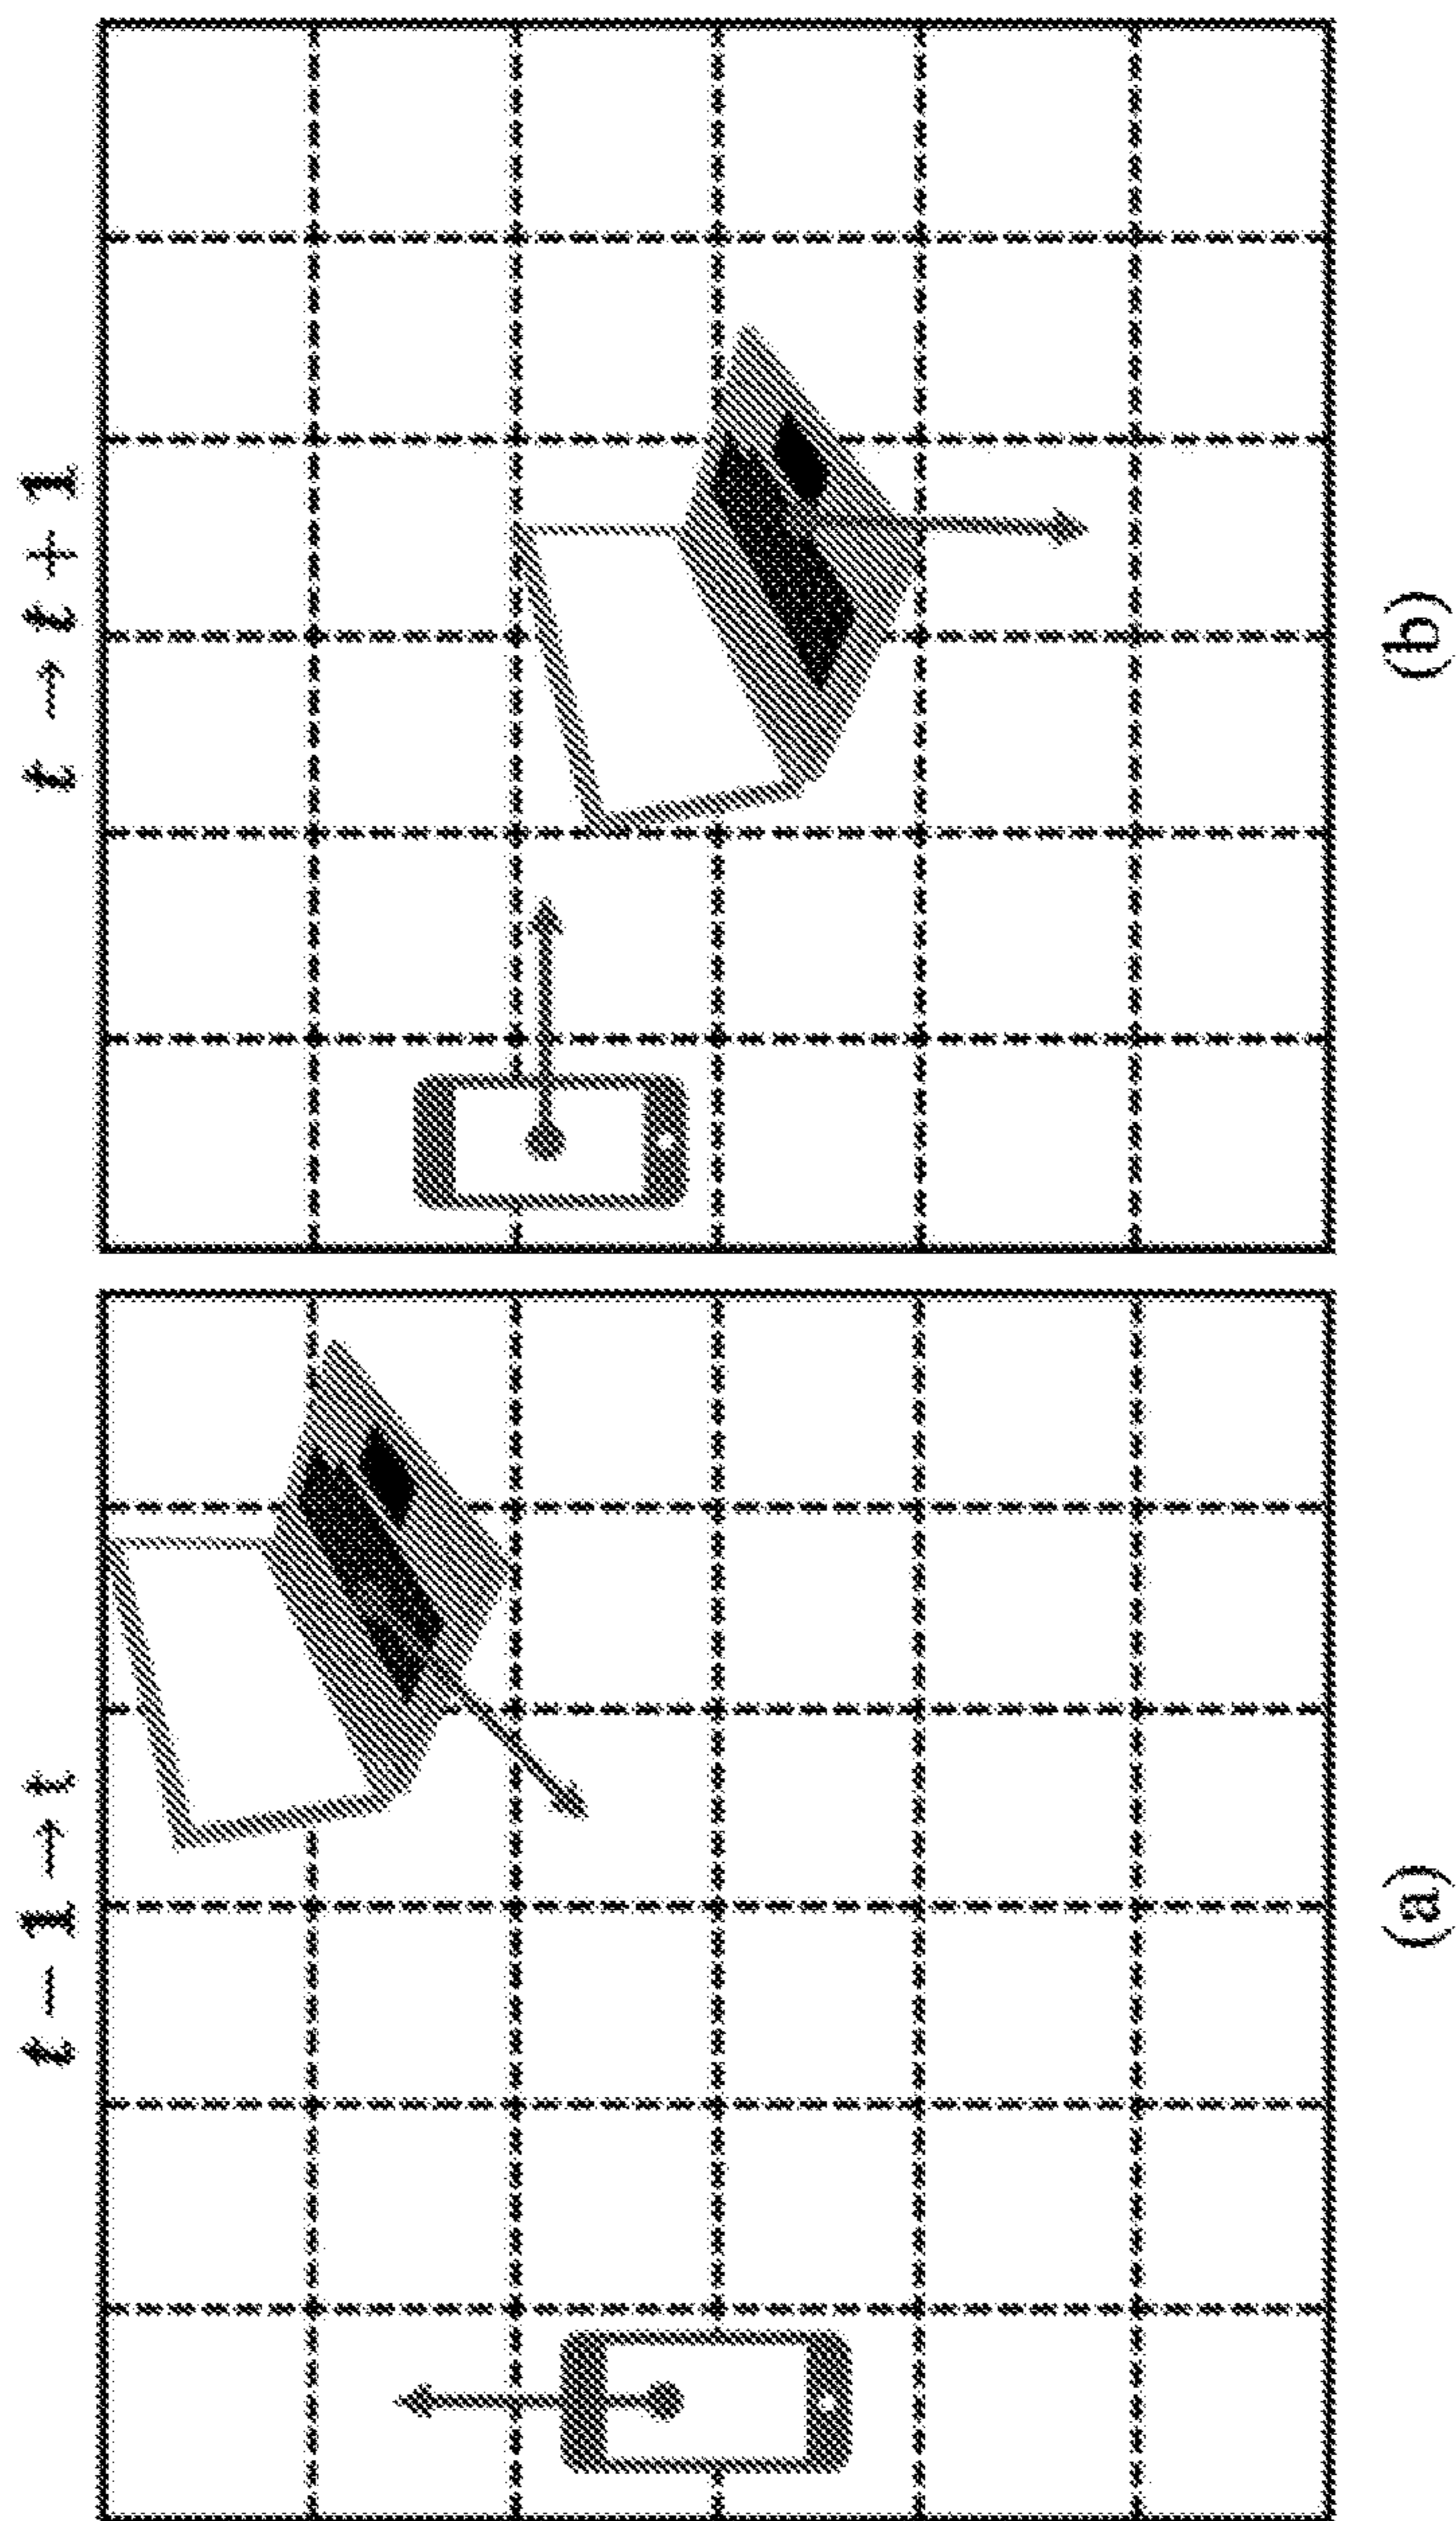 t − 1 → t
(a)
t → t + 1
(b)